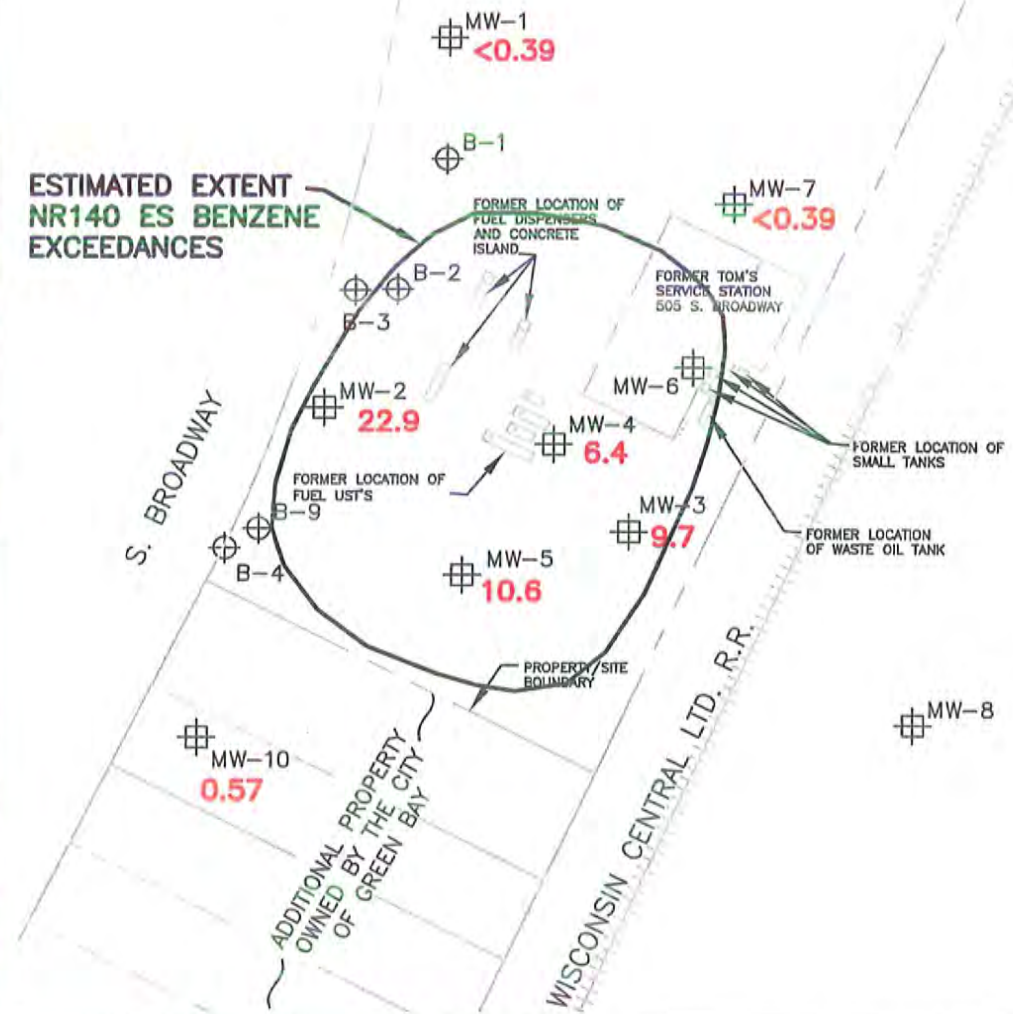 MW-1
<0.39
B-1
ESTIMATED EXTENT
NR140 ES BENZENE
EXCEEDANCES
FORMER LOCATION OF
FUEL DISPENSERS
AND CONCRETE
ISLAND
MW-7
<0.39
B-2
B-3
FORMER TOM'S
SERVICE STATION
505 S. BROADWAY
MW-6
MW-2
22.9
MW-4
6.4
FORMER LOCATION OF
SMALL TANKS
S. BROADWAY
FORMER LOCATION OF
FUEL UST'S
B-9
B-4
MW-3
9.7
FORMER LOCATION
OF WASTE OIL TANK
MW-5
10.6
PROPERTY/SITE
BOUNDARY
MW-8
MW-10
0.57
ADDITIONAL PROPERTY
OWNED BY THE CITY
OF GREEN BAY
WISCONSIN CENTRAL LTD. R.R.